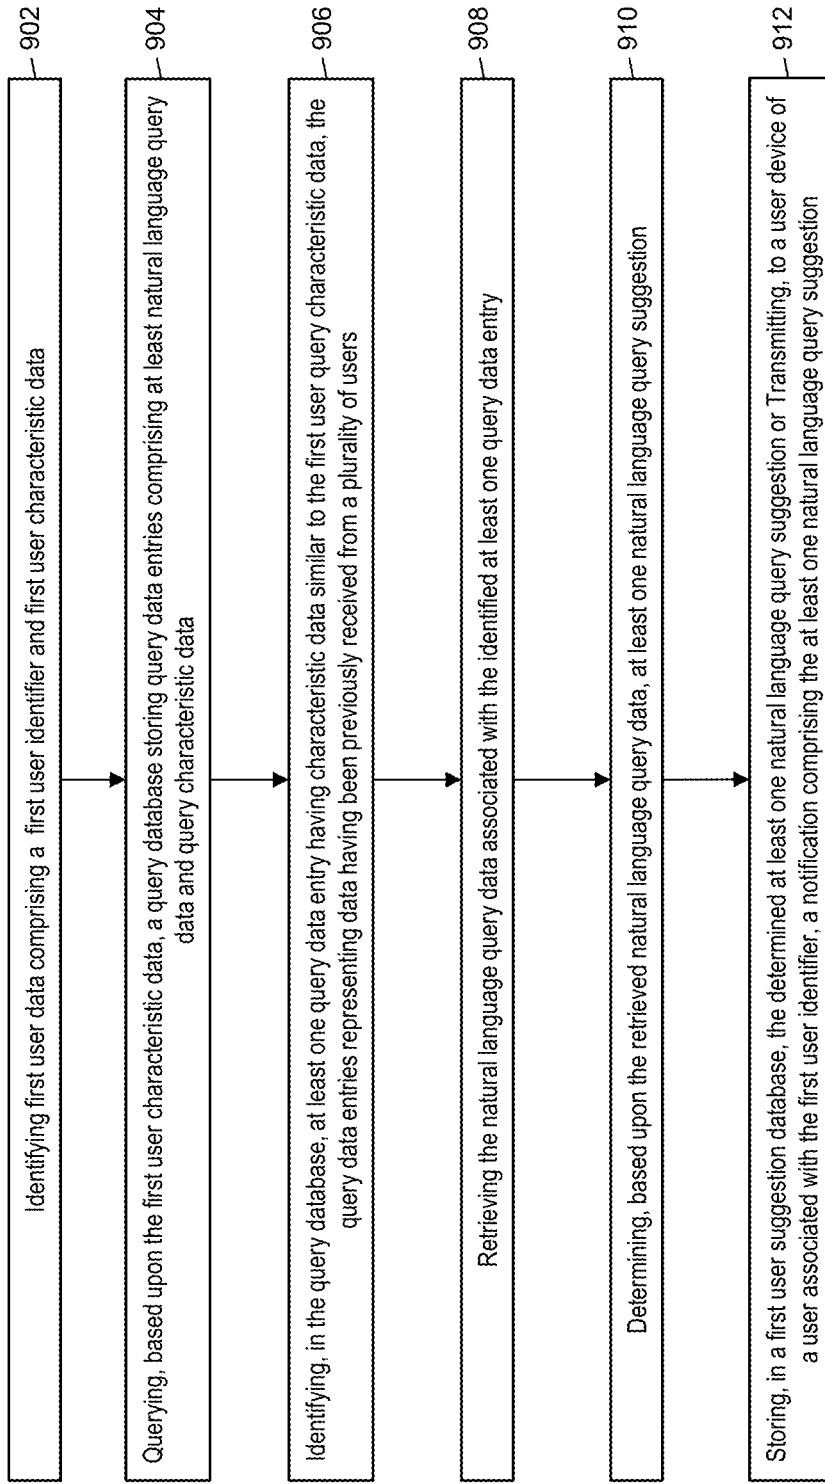 902
Identifying first user data comprising a first user identifier and first user characteristic data
904
Querying, based upon the first user characteristic data, a query database storing query data entries comprising at least natural language query
data and query characteristic data
906
Identifying, in the query database, at least one query data entry having characteristic data similar to the first user query characteristic data, the
query data entries representing data having been previously received from a plurality of users
908
Retrieving the natural language query data associated with the identified at least one query data entry
910
Determining, based upon the retrieved natural language query data, at least one natural language query suggestion
912
Storing, in a first user suggestion database, the determined at least one natural language query suggestion or Transmitting, to a user device of
a user associated with the first user identifier, a notification comprising the at least one natural language query suggestion